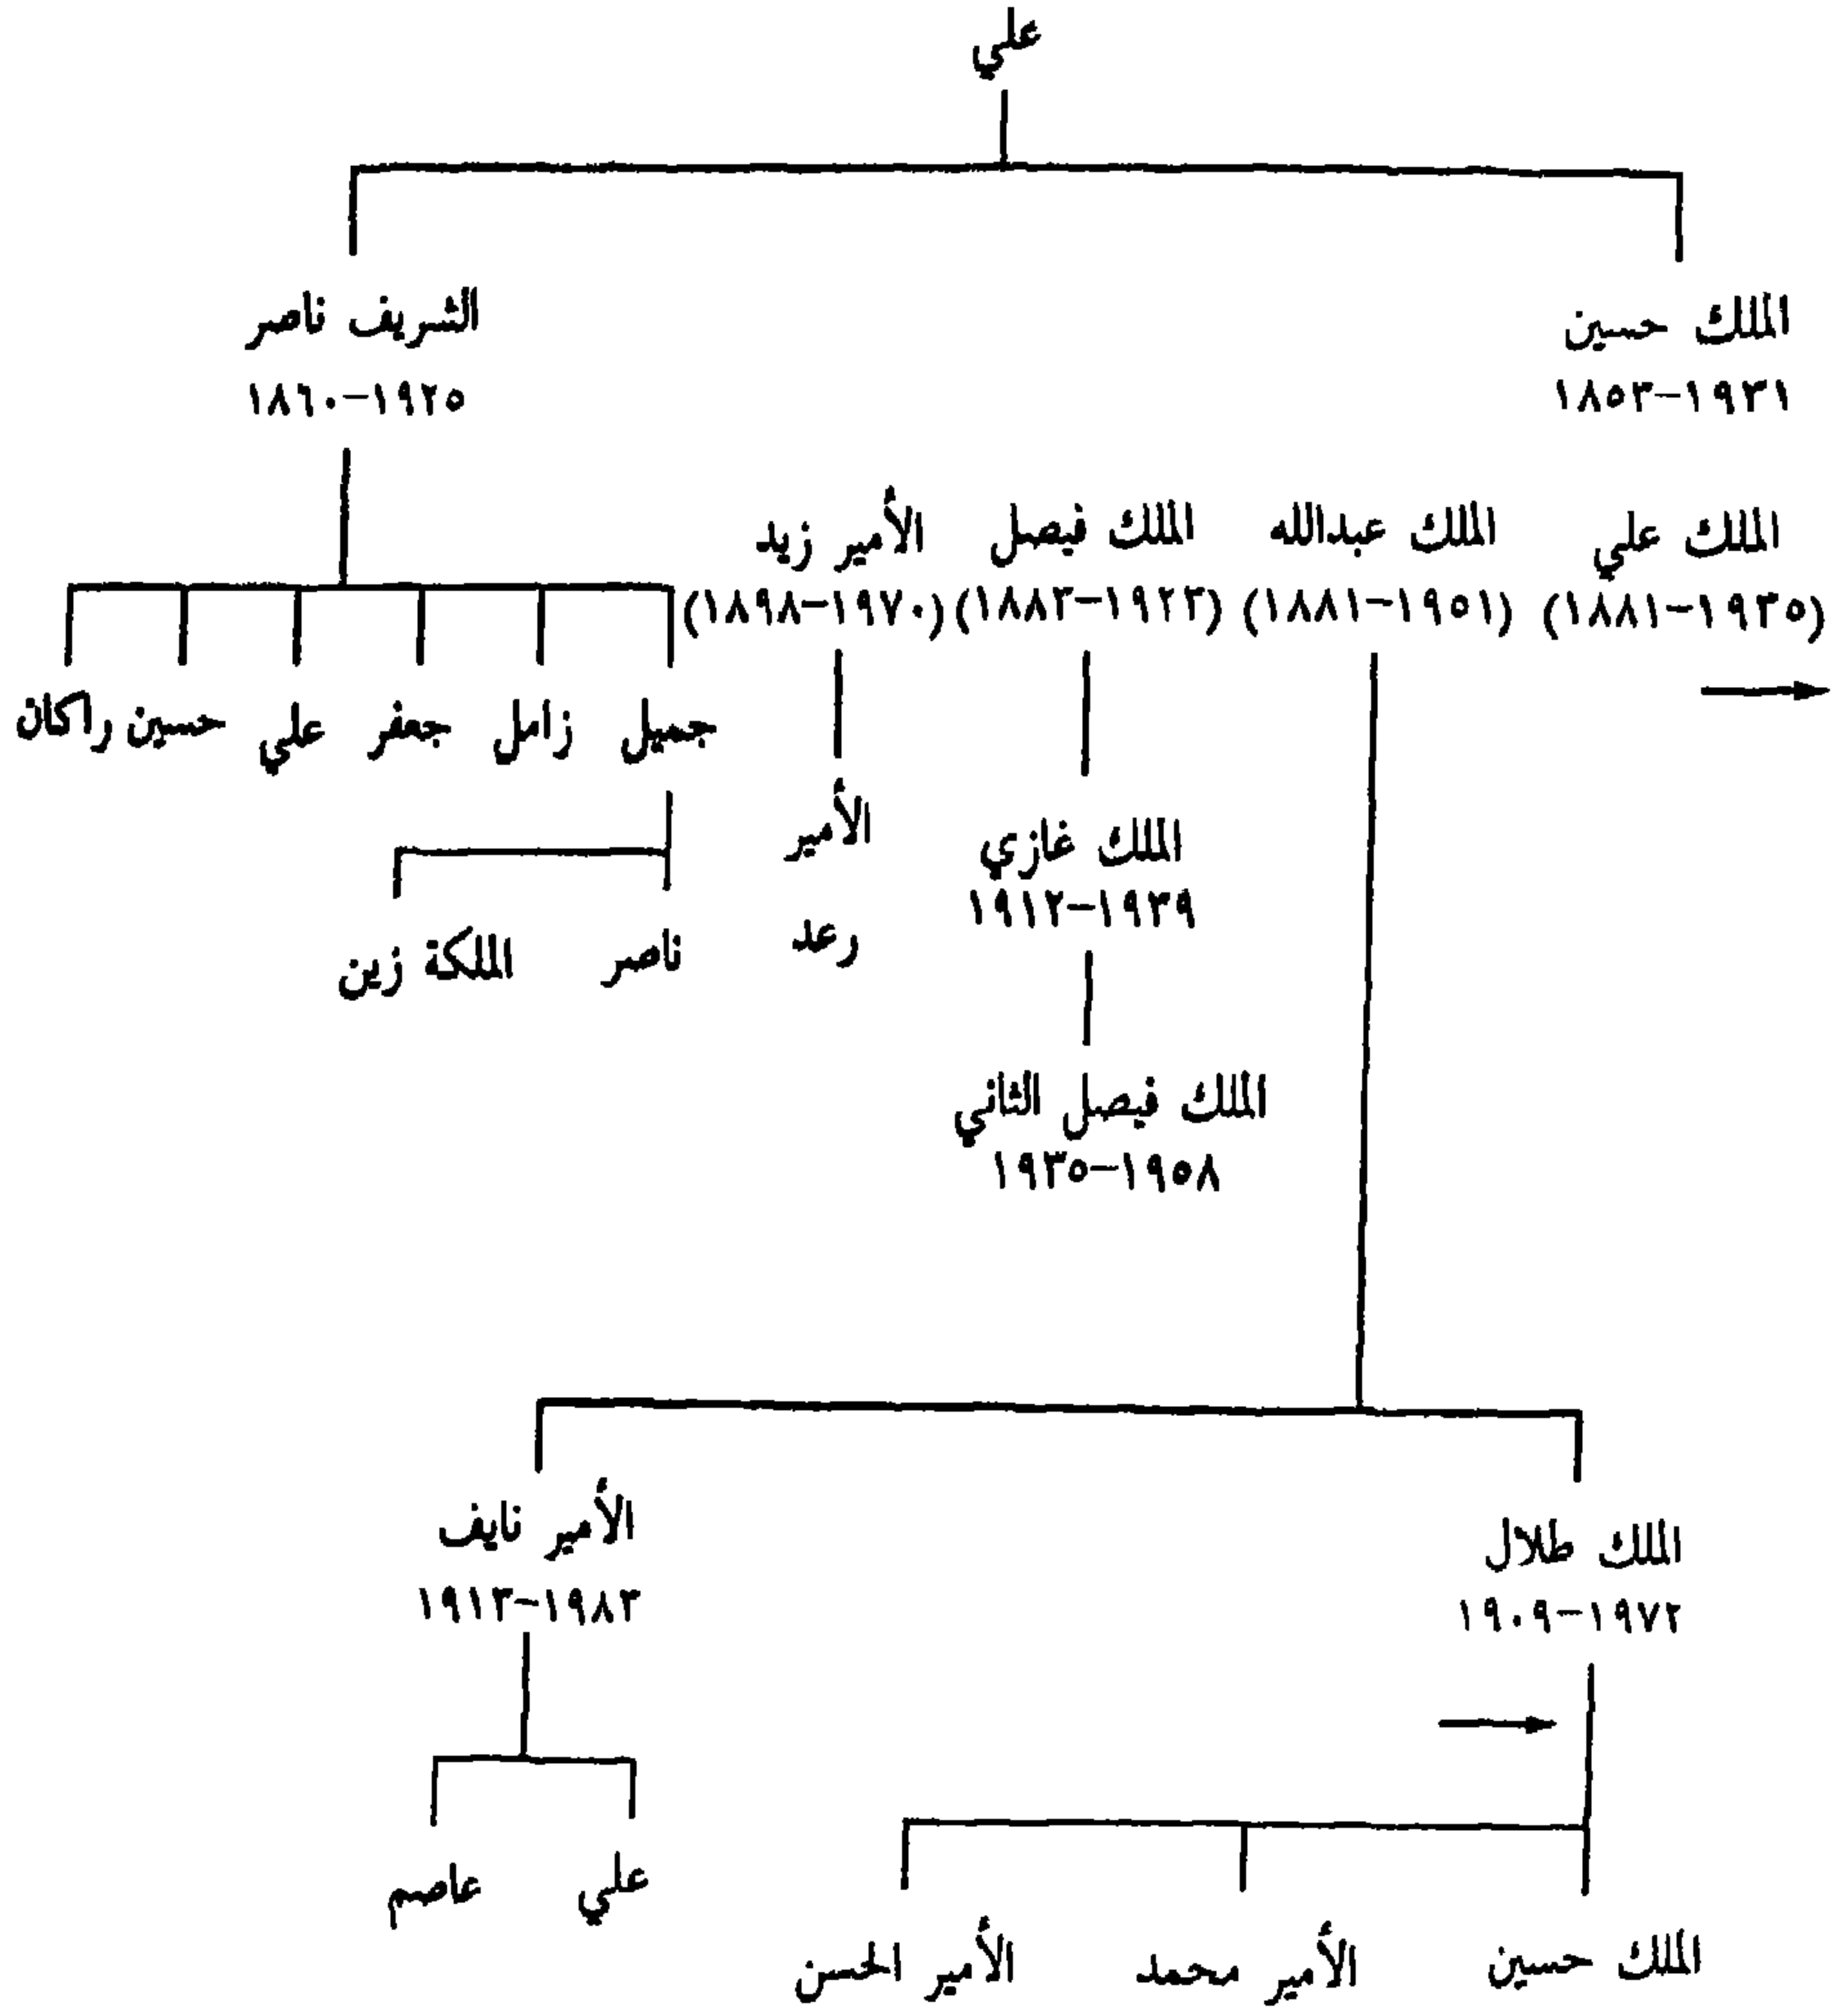 علي
الملك حسين
١٨٥٣-١٩٣١
الشريف ناصر
١٨٦٠-١٩٢٥
الملك علي
(١٨٨١-١٩٣٥)
الملك عبدالله
(١٨٨١-١٩٥١)
الملك فيصل
(١٨٨٣-١٩٢٣)
الأمير زيد
(١٨٩٨-١٩٧٠)
جميل
زامل
جعفر
علي
حسين
راكان
الأمير
رعد
ناصر
الملكة زين
الملك غازي
١٩١٢-١٩٣٩
الملك فيصل الثاني
١٩٣٥-١٩٥٨
الملك طلال
١٩٠٩-١٩٧٢
الأمير نايف
١٩١٣-١٩٨٣
علي
عاصم
الملك حسين
الأمير محمد
الأمير الحسن